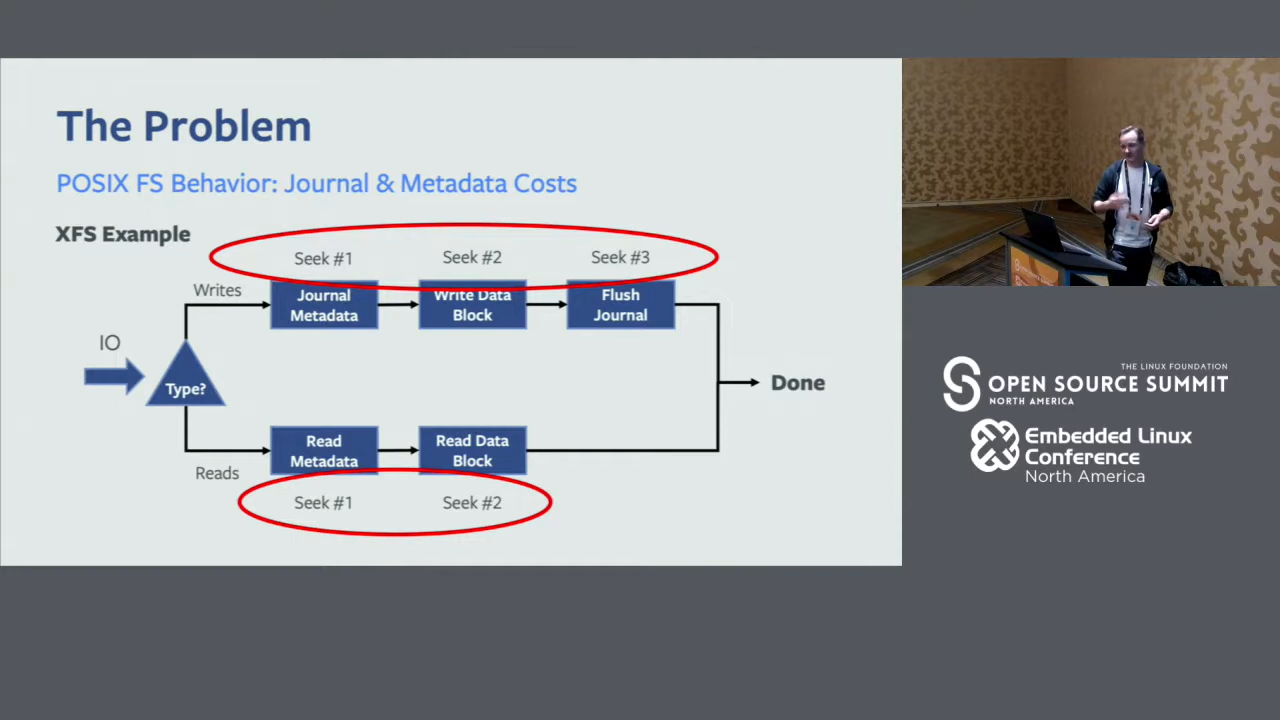 The Problem
POSIX FS Behavior: Journal & Metadata Costs
XFS Example
Seek #1
Seek #2
Seek #3
Writes
Journal
Metadata
Write Data
Block
Flush
Journal
IO
Type?
Done
Reads
Read
Metadata
Read Data
Block
Seek #1
Seek #2
THE LINUX FOUNDATION
OPEN SOURCE SUMMIT
NORTH AMERICA
Embedded Linux
Conference
North America